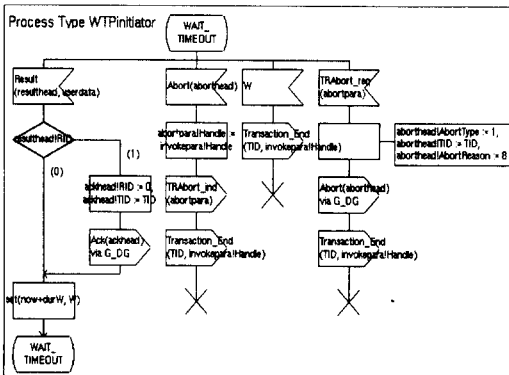 Process Type WTPinitiator
WAIT_
TIMEOUT
Result
(resulthead, userdata)
Abort(aborthead)
W
TRAbort_req
(abortpara)
resulthead!RID
(0)
(1)
abortpara!Handle :=
invokepara!Handle
Transaction_End
(TID, invokepara!Handle)
aborthead!AbortType := 1,
aborthead!TID := TID,
aborthead!AbortReason := 8
ackhead!RID := 0,
ackhead!TID := TID
TRAbort_ind
(abortpara)
Abort(aborthead)
via G_DG
Ack(ackhead)
via G_DG
Transaction_End
(TID, invokepara!Handle)
Transaction_End
(TID, invokepara!Handle)
set(now+durW, W)
WAIT_
TIMEOUT